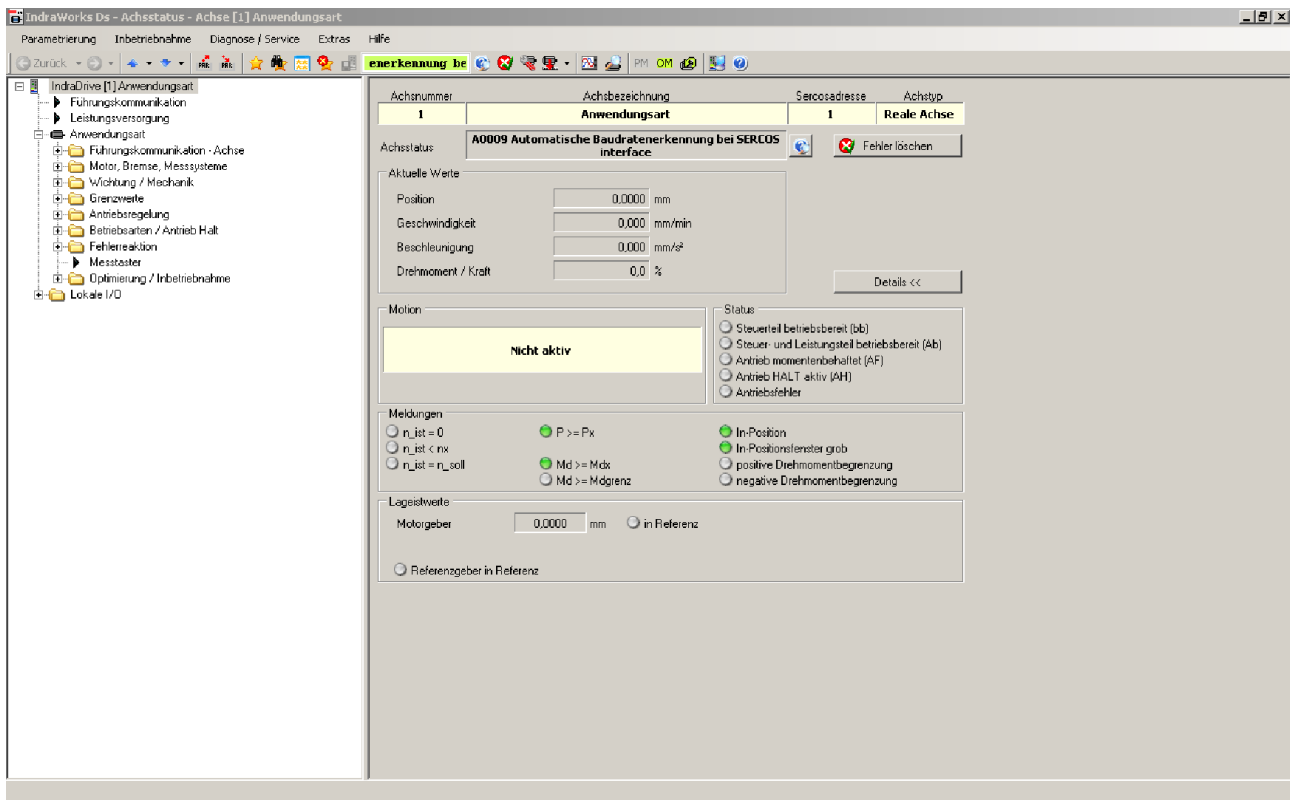 IndraWorks Ds - Achsstatus - Achse [1] Anwendungsart
Parametrierung Inbetriebnahme Diagnose / Service Extras Hilfe
Zurück enerkennung be PM OM
IndraDrive [1] Anwendungsart
Führungskommunikation
Leistungsversorgung
Anwendungsart
Führungskommunikation - Achse
Motor, Bremse, Messsysteme
Wichtung / Mechanik
Grenzwerte
Antriebsregelung
Betriebsarten / Antrieb Halt
Fehlerreaktion
Messtaster
Optimierung / Inbetriebnahme
Lokale I/O
Achsnummer Achsbezeichnung Sercosadresse Achstyp
1 Anwendungsart 1 Reale Achse
Achsstatus
A0009 Automatische Baudratenerkennung bei SERCOS
interface
Fehler löschen
Aktuelle Werte
Position 0,0000 mm
Geschwindigkeit 0,000 mm/min
Beschleunigung 0,000 mm/s²
Drehmoment / Kraft 0,0 %
Details <<
Motion
Nicht aktiv
Status
Steuerteil betriebsbereit (bb)
Steuer- und Leistungsteil betriebsbereit (Ab)
Antrieb momentenbehaftet (AF)
Antrieb HALT aktiv (AH)
Antriebsfehler
Meldungen
n_ist = 0 P >= Px In-Position
n_ist < nx In-Positionsfenster grob
n_ist = n_soll Md >= Mdx positive Drehmomentbegrenzung
Md >= Mdgrenz negative Drehmomentbegrenzung
Lageistwerte
Motorgeber 0,0000 mm in Referenz
Referenzgeber in Referenz